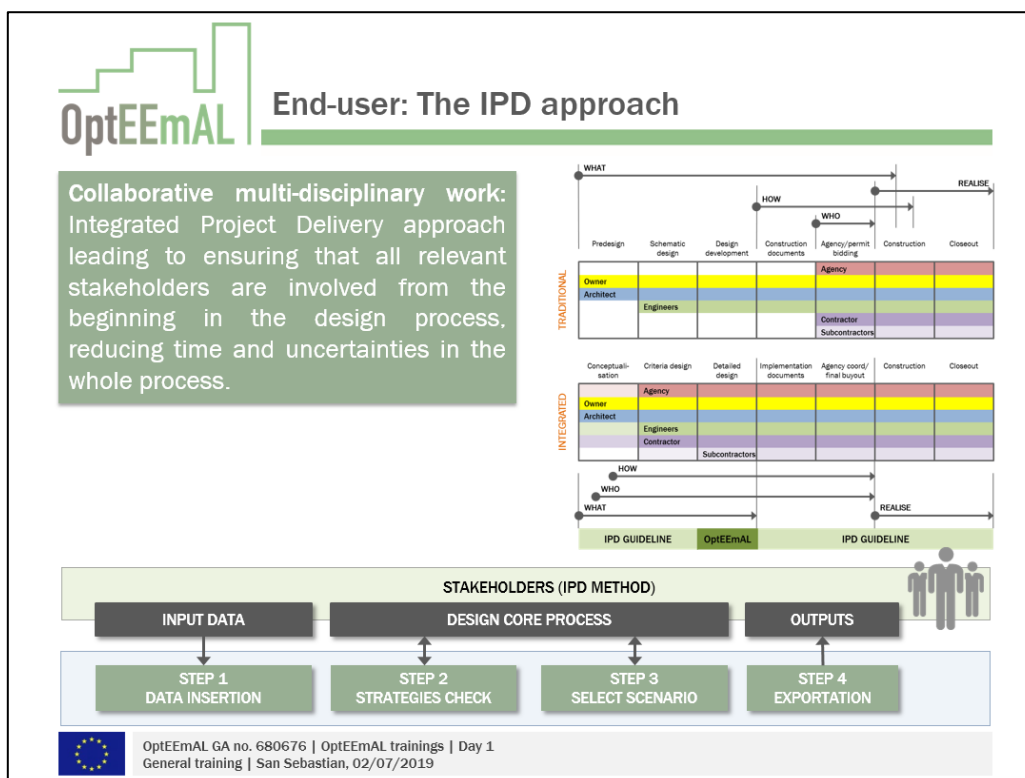 OptEEmAL
End-user: The IPD approach
Collaborative multi-disciplinary work:
Integrated Project Delivery approach
leading to ensuring that all relevant
stakeholders are involved from the
beginning in the design process,
reducing time and uncertainties in the
whole process.
WHAT
REALISE
HOW
WHO
Predesign Schematic design Design development Construction documents Agency/permit bidding Construction Closeout
TRADITIONAL
Agency
Owner
Architect
Engineers
Contractor
Subcontractors
Conceptuali-sation Criteria design Detailed design Implementation documents Agency coord/ final buyout Construction Closeout
INTEGRATED
Agency
Owner
Architect
Engineers
Contractor
Subcontractors
HOW
WHO
WHAT REALISE
IPD GUIDELINE OptEEmAL IPD GUIDELINE
STAKEHOLDERS (IPD METHOD)
INPUT DATA DESIGN CORE PROCESS OUTPUTS
STEP 1 STEP 2 STEP 3 STEP 4
DATA INSERTION STRATEGIES CHECK SELECT SCENARIO EXPORTATION
OptEEmAL GA no. 680676 | OptEEmAL trainings | Day 1
General training | San Sebastian, 02/07/2019